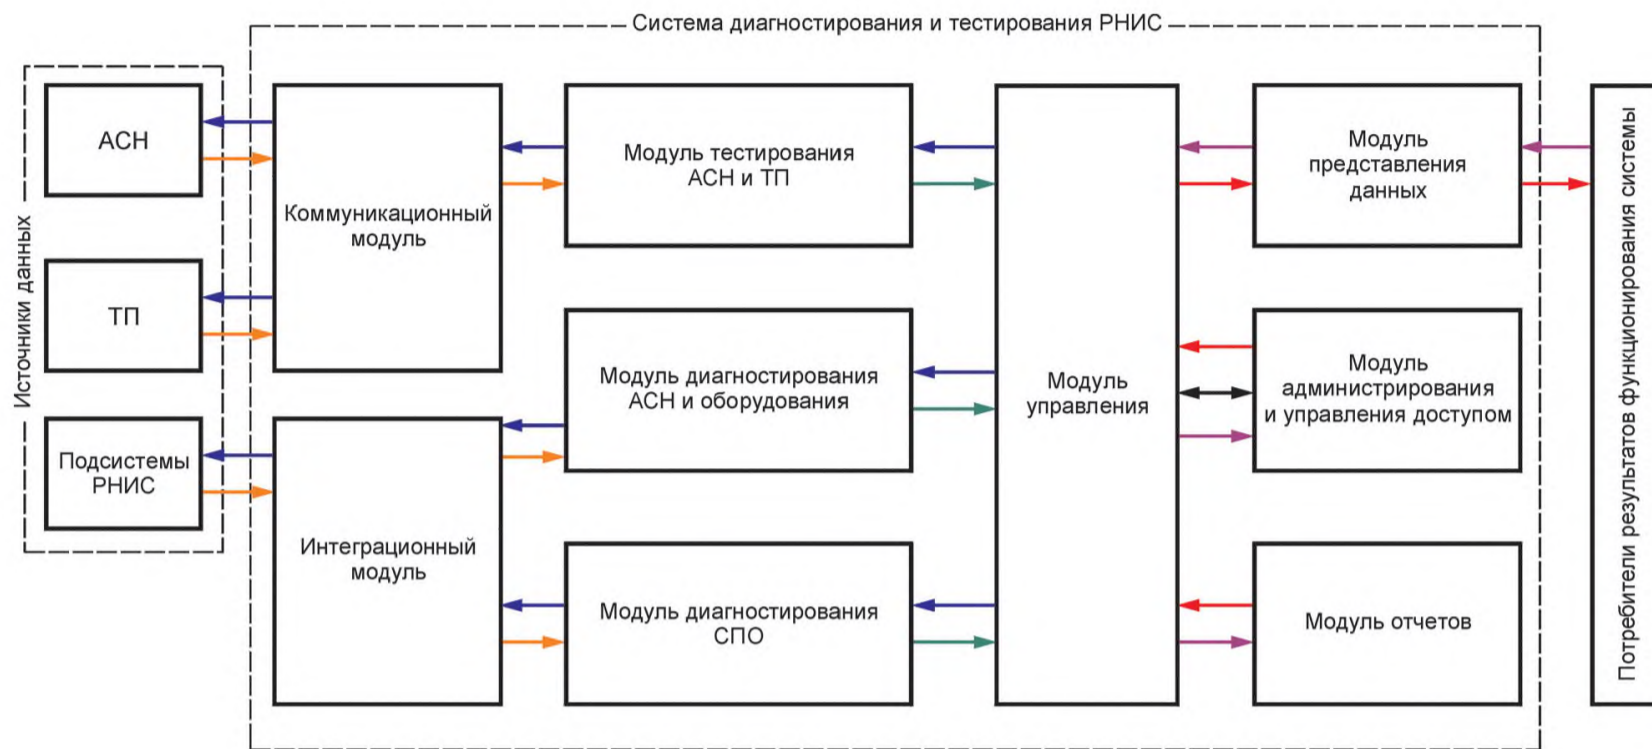 Система диагностирования и тестирования РНИС
Источники данных
АСН
ТП
Подсистемы
РНИС
Коммуникационный
модуль
Интеграционный
модуль
Модуль тестирования
АСН и ТП
Модуль диагностирования
АСН и оборудования
Модуль диагностирования
СПО
Модуль
управления
Модуль
представления
данных
Модуль
администрирования
и управления доступом
Модуль отчетов
Потребители результатов функционирования системы